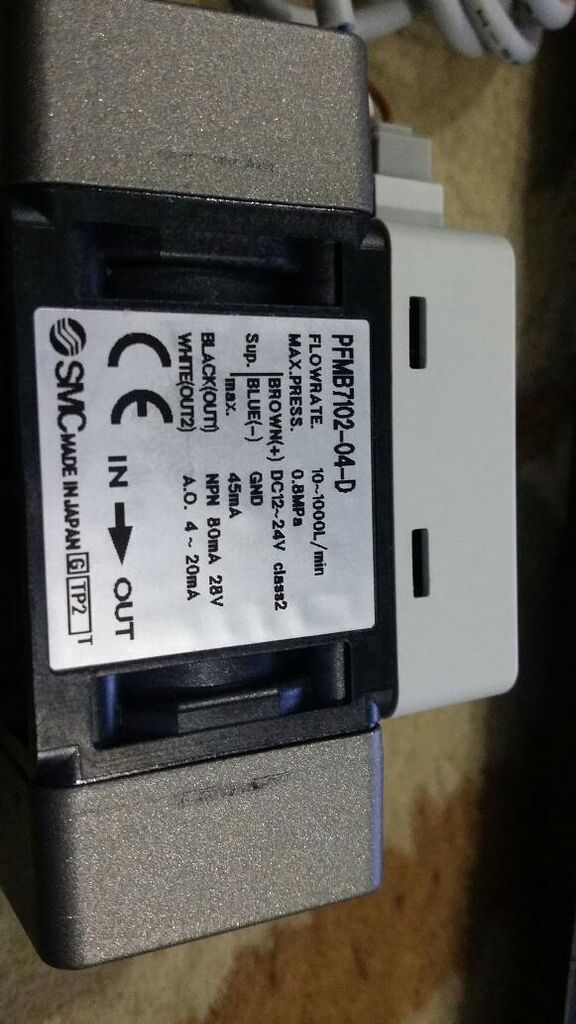 PFMB7102-04-D
FLOWRATE. 10~1000L/min
MAX.PRESS. 0.8MPa
Sup. BROWN(+) DC12~24V class2
BLUE(-) GND
max. 45mA
BLACK(OUT1) NPN 80mA 28V
WHITE(OUT2) A.O. 4 ~ 20mA
CE IN OUT
SMC MADE IN JAPAN G TP2 T